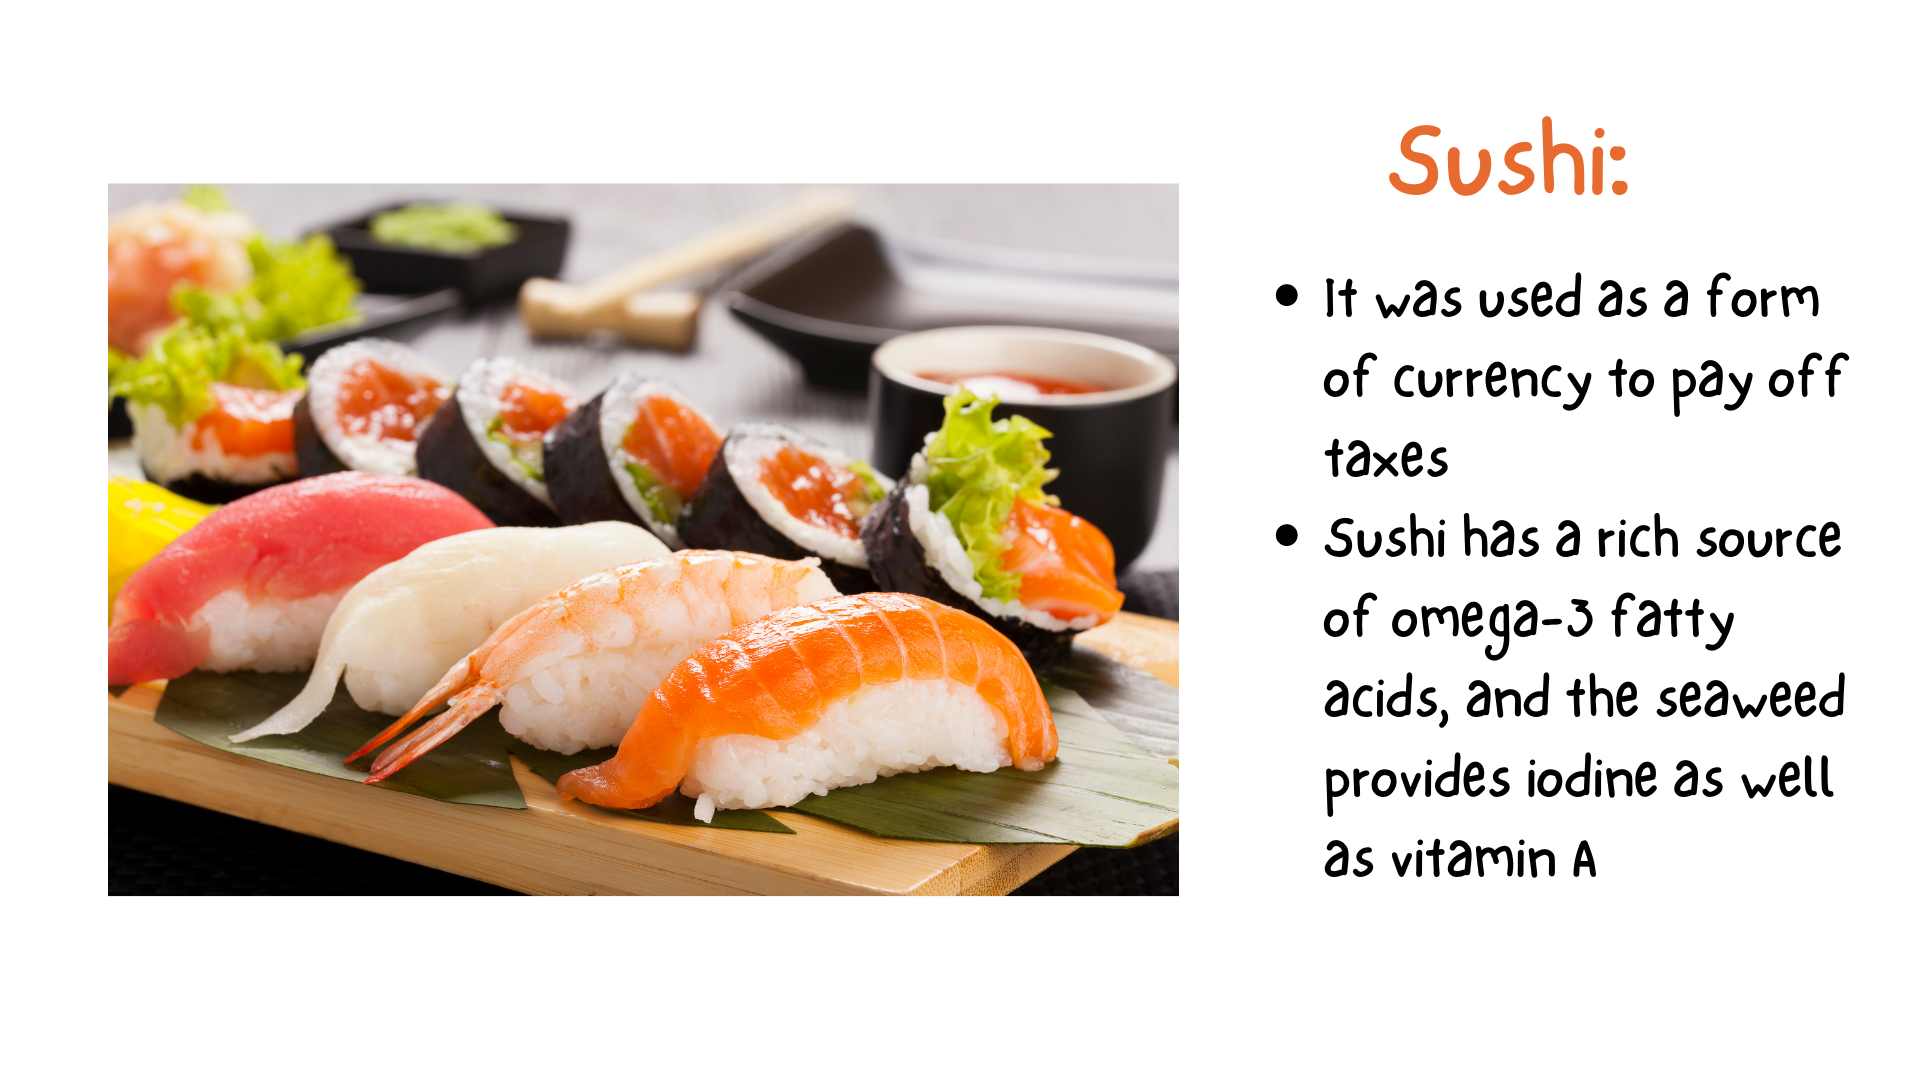 Sushi:
• It was used as a form
of currency to pay off
taxes
• Sushi has a rich source
of omega-3 fatty
acids, and the seaweed
provides iodine as well
as vitamin A